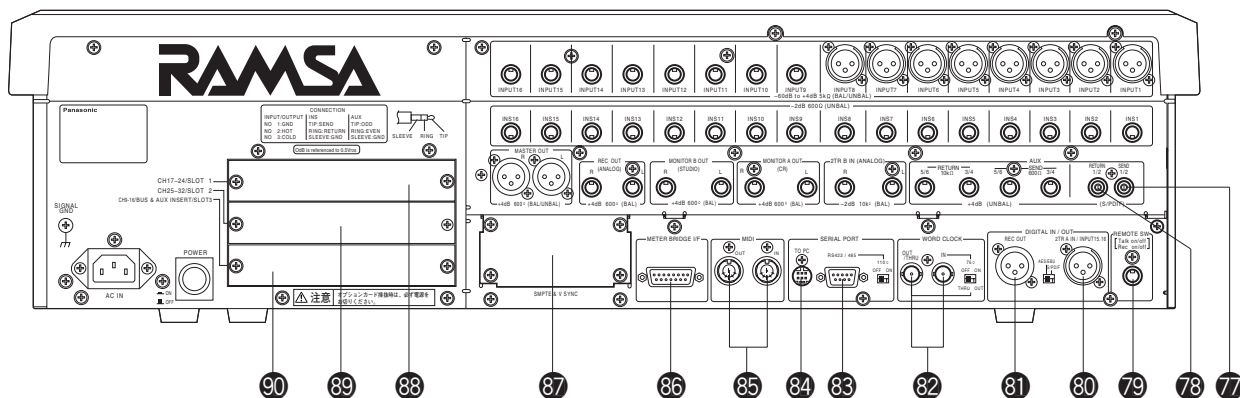 RAMSA
INPUT16 INPUT15 INPUT14 INPUT13 INPUT12 INPUT11 INPUT10 INPUT9 INPUT8 INPUT7 INPUT6 INPUT5 INPUT4 INPUT3 INPUT2 INPUT1
−60dB to +4dB 5kΩ (BAL/UNBAL)
−2dB 600Ω (UNBAL)
Panasonic
CONNECTION
INPUT/OUTPUT INS AUX
NO 1:GND TIP:SEND TIP:ODD
NO 2:HOT RING:RETURN RING:EVEN
NO 3:COLD SLEEVE:GND SLEEVE:GND
SLEEVE RING TIP
0dB is referenced to 0.5Vrms
INS16 INS15 INS14 INS13 INS12 INS11 INS10 INS9 INS8 INS7 INS6 INS5 INS4 INS3 INS2 INS1
MASTER OUT
R L
+4dB 600Ω (BAL/UNBAL)
REC OUT
(ANALOG)
R L
+4dB 600Ω (BAL)
MONITOR B OUT
(STUDIO)
R L
+4dB 600Ω (BAL)
MONITOR A OUT
(CR)
R L
+4dB 600Ω (BAL)
2TR B IN (ANALOG)
R L
−2dB 10kΩ (BAL)
AUX
RETURN
10kΩ
5/6 3/4
SEND
600Ω
5/6 3/4
+4dB (UNBAL)
RETURN
1/2
SEND
1/2
(S/PDIF)
CH17-24/SLOT 1
CH25-32/SLOT 2
CH9-16/BUS & AUX INSERT/SLOT3
SIGNAL
GND
AC IN
POWER
ON
OFF
注意
オプションカード挿抜時は、必ず電源を
お切りください。
SMPTE & V SYNC
METER BRIDGE I/F
MIDI
OUT IN
SERIAL PORT
TO PC
RS422 / 485
110Ω
OFF ON
WORD CLOCK
OUT
/THRU
IN
75Ω
OFF ON
THRU OUT
DIGITAL IN / OUT
REC OUT
2TR A IN / INPUT15.16
AES/EBU
S/PDIF
REMOTE SW
Talk on/off
Rec on/off
90 89 88 87 86 85 84 83 82 81 80 79 78 77